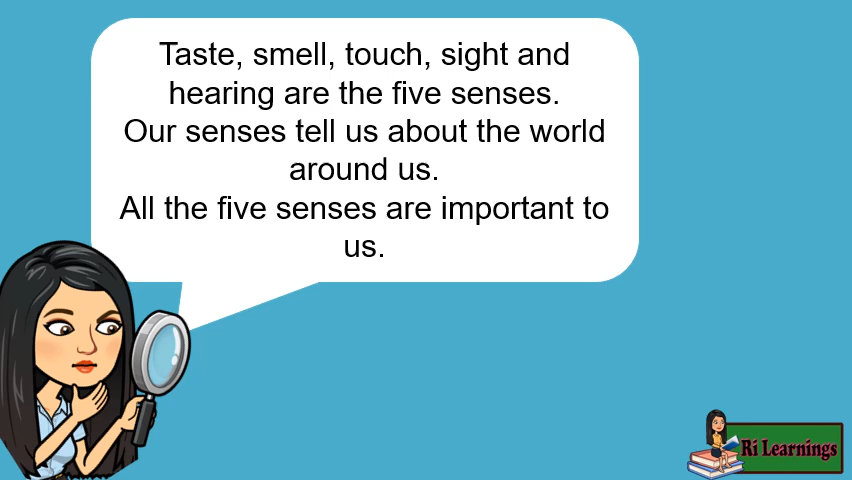 Taste, smell, touch, sight and
hearing are the five senses.
Our senses tell us about the world
around us.
All the five senses are important to
us.
Ri Learnings